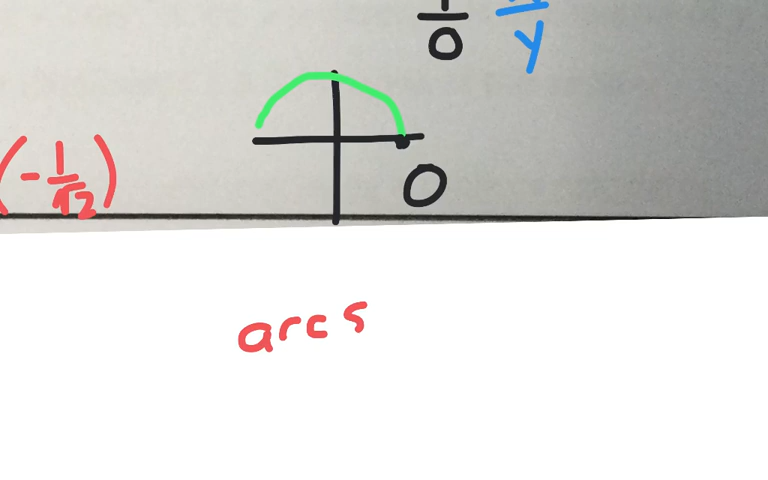 1/0 /y
(-1/√2)
0
arcs